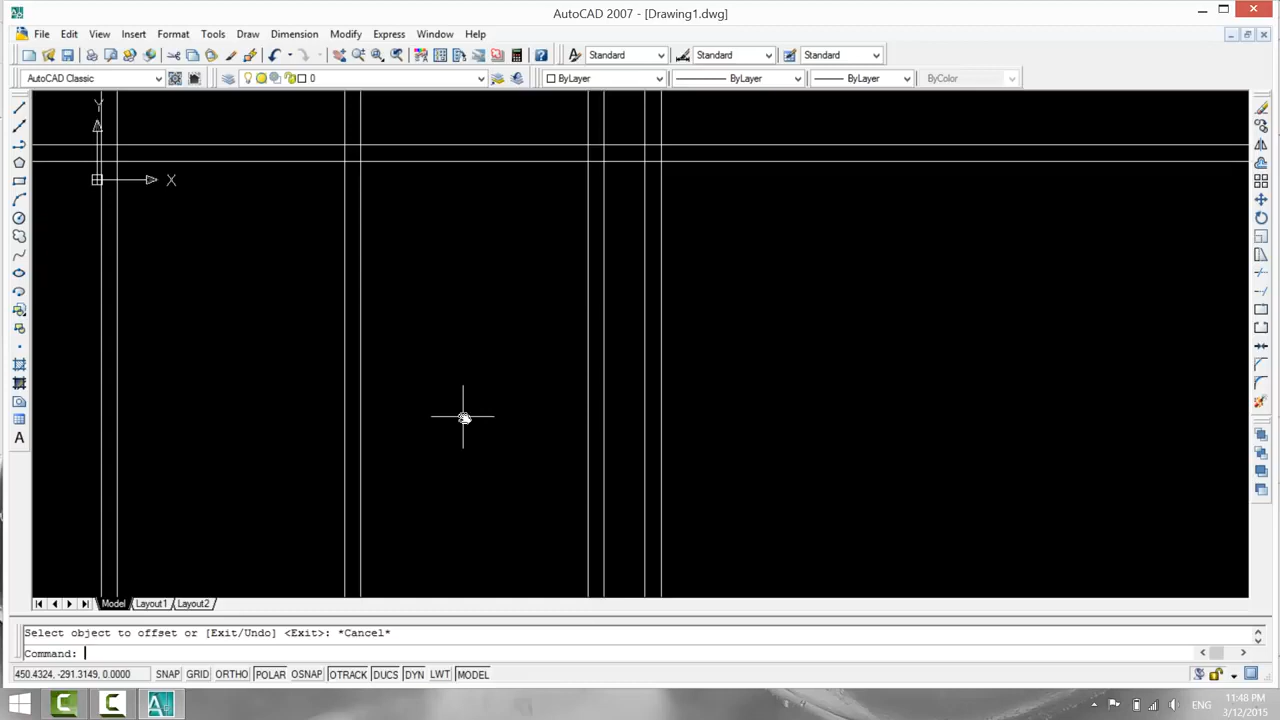 AutoCAD 2007 - [Drawing1.dwg]
File Edit View Insert Format Tools Draw Dimension Modify Express Window Help
Standard Standard Standard
AutoCAD Classic 0 ByLayer ByLayer ByLayer ByColor
Y
X
A
Model Layout1 Layout2
Select object to offset or [Exit/Undo] <Exit>: *Cancel*
Command:
450.4324, -291.3149, 0.0000 SNAP GRID ORTHO POLAR OSNAP OTRACK DUCS DYN LWT MODEL
11:48 PM
ENG
3/12/2015